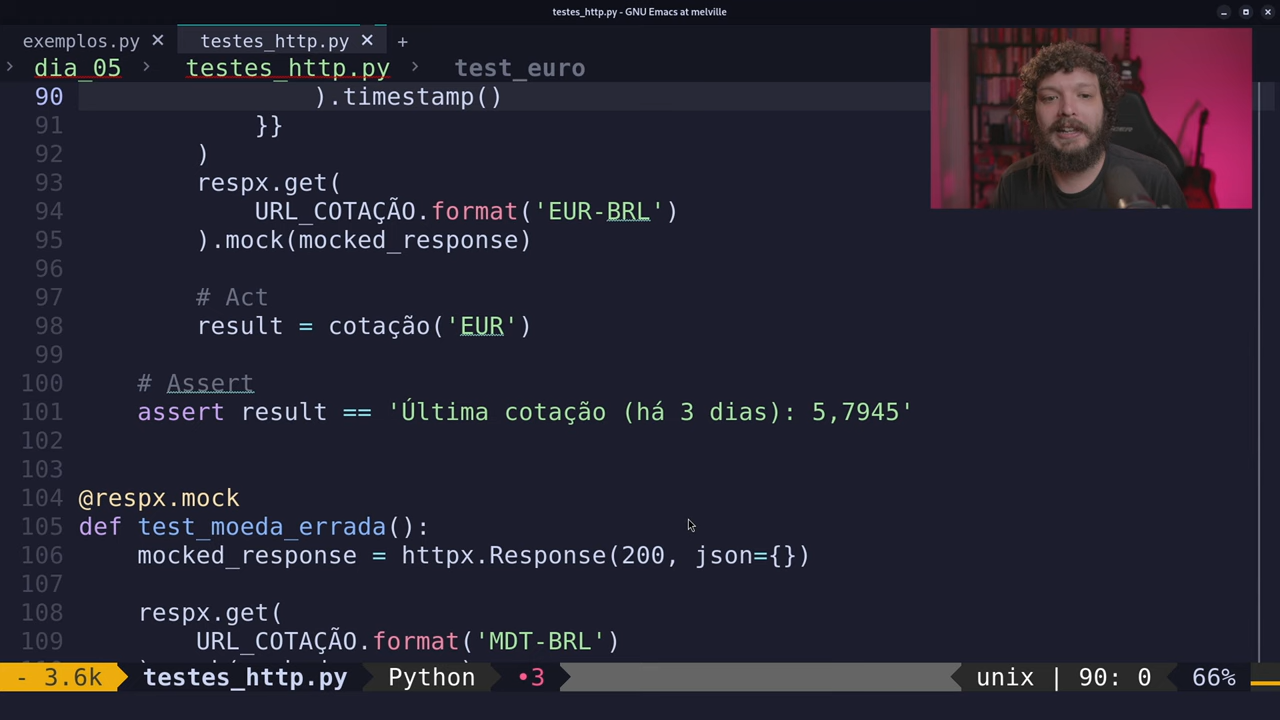 testes_http.py - GNU Emacs at melville
exemplos.py × testes_http.py × +
› dia_05 › testes_http.py › test_euro
90 ).timestamp()
91 }}
92 )
93 respx.get(
94 URL_COTAÇÃO.format('EUR-BRL')
95 ).mock(mocked_response)
96
97 # Act
98 result = cotação('EUR')
99
100 # Assert
101 assert result == 'Última cotação (há 3 dias): 5,7945'
102
103
104 @respx.mock
105 def test_moeda_errada():
106 mocked_response = httpx.Response(200, json={})
107
108 respx.get(
109 URL_COTAÇÃO.format('MDT-BRL')
- 3.6k testes_http.py Python •3 unix | 90: 0 66%